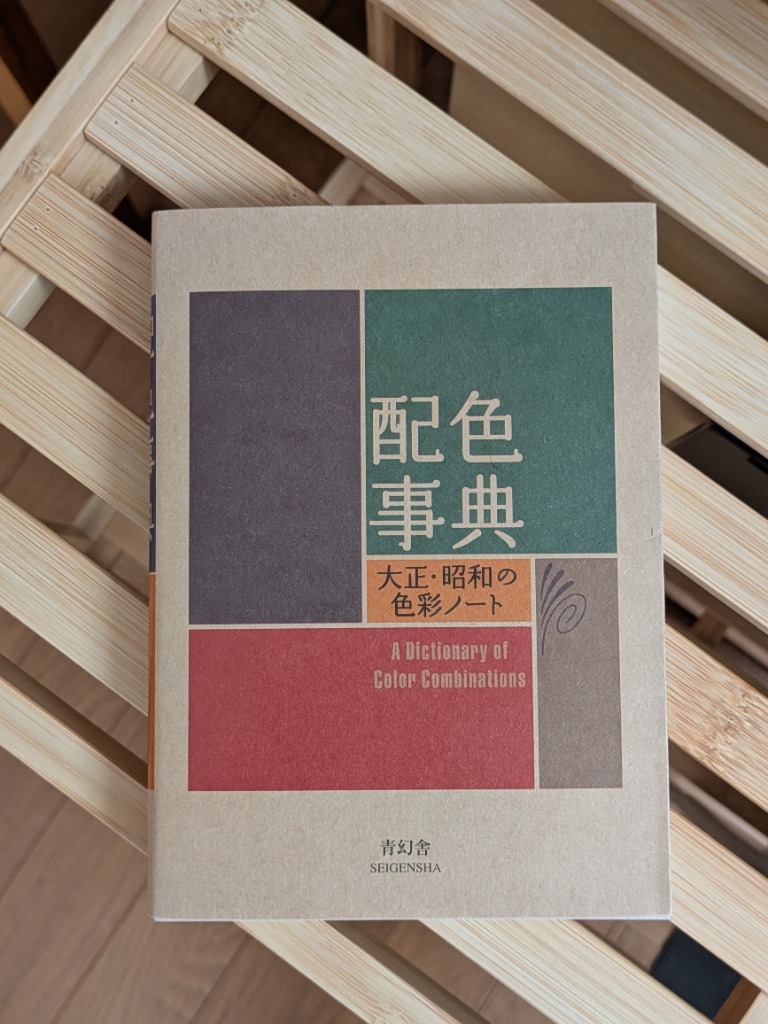 配色
事典
大正・昭和の
色彩ノート
A Dictionary of
Color Combinations
青幻舎
SEIGENSHA